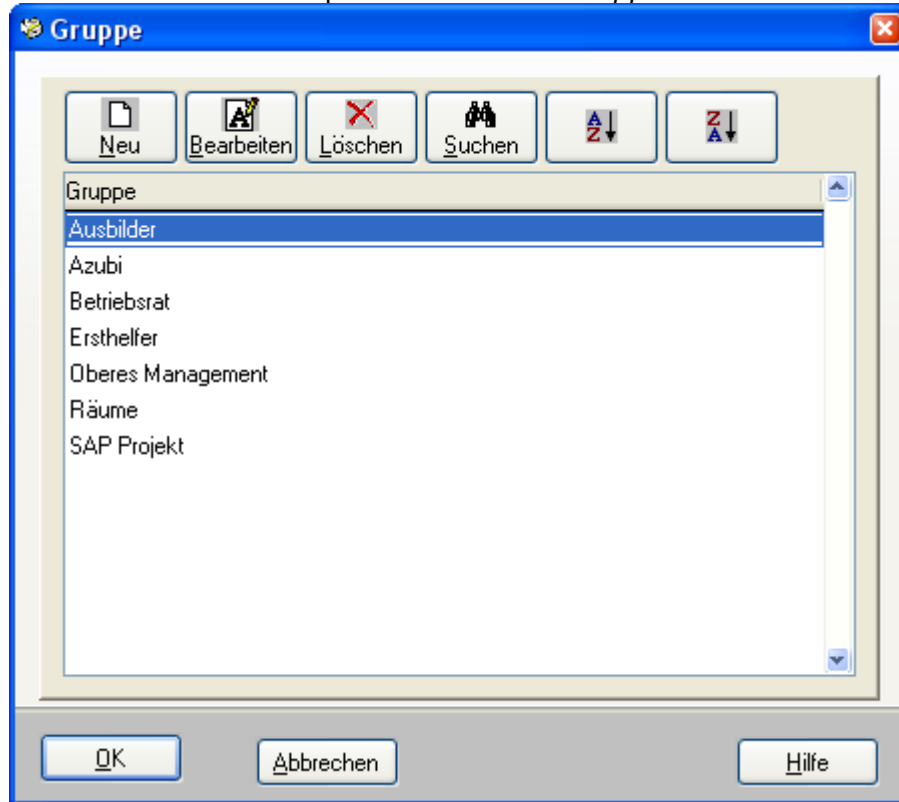 Gruppe
Neu Bearbeiten Löschen Suchen A Z Z A
Gruppe
Ausbilder
Azubi
Betriebsrat
Ersthelfer
Oberes Management
Räume
SAP Projekt
OK Abbrechen Hilfe